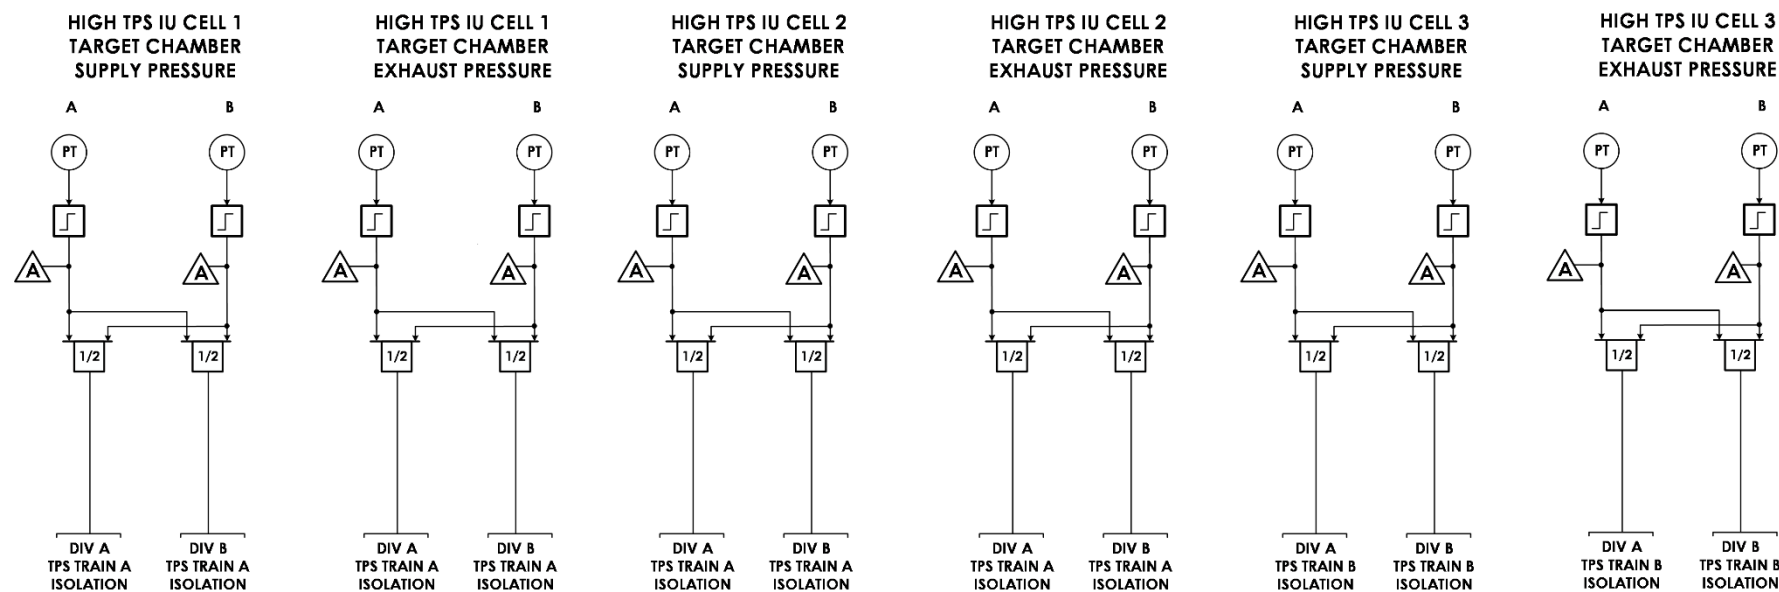 HIGH TPS IU CELL 1
TARGET CHAMBER
SUPPLY PRESSURE
A B
PT PT
A A
1/2 1/2
DIV A
TPS TRAIN A
ISOLATION
DIV B
TPS TRAIN A
ISOLATION
HIGH TPS IU CELL 1
TARGET CHAMBER
EXHAUST PRESSURE
A B
PT PT
A A
1/2 1/2
DIV A
TPS TRAIN A
ISOLATION
DIV B
TPS TRAIN A
ISOLATION
HIGH TPS IU CELL 2
TARGET CHAMBER
SUPPLY PRESSURE
A B
PT PT
A A
1/2 1/2
DIV A
TPS TRAIN A
ISOLATION
DIV B
TPS TRAIN A
ISOLATION
HIGH TPS IU CELL 2
TARGET CHAMBER
EXHAUST PRESSURE
A B
PT PT
A A
1/2 1/2
DIV A
TPS TRAIN A
ISOLATION
DIV B
TPS TRAIN A
ISOLATION
HIGH TPS IU CELL 3
TARGET CHAMBER
SUPPLY PRESSURE
A B
PT PT
A A
1/2 1/2
DIV A
TPS TRAIN B
ISOLATION
DIV B
TPS TRAIN B
ISOLATION
HIGH TPS IU CELL 3
TARGET CHAMBER
EXHAUST PRESSURE
A B
PT PT
A A
1/2 1/2
DIV A
TPS TRAIN B
ISOLATION
DIV B
TPS TRAIN B
ISOLATION